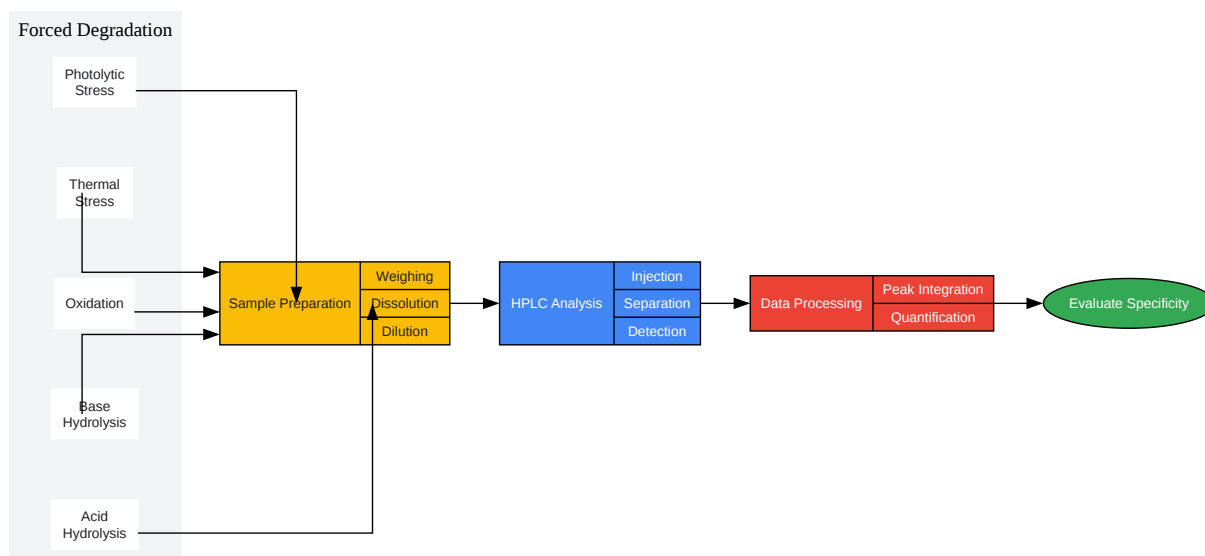 Forced Degradation
Photolytic
Stress
Thermal
Stress
Oxidation
Base
Hydrolysis
Acid
Hydrolysis
Sample Preparation
Weighing
Dissolution
Dilution
HPLC Analysis
Injection
Separation
Detection
Data Processing
Peak Integration
Quantification
Evaluate Specificity